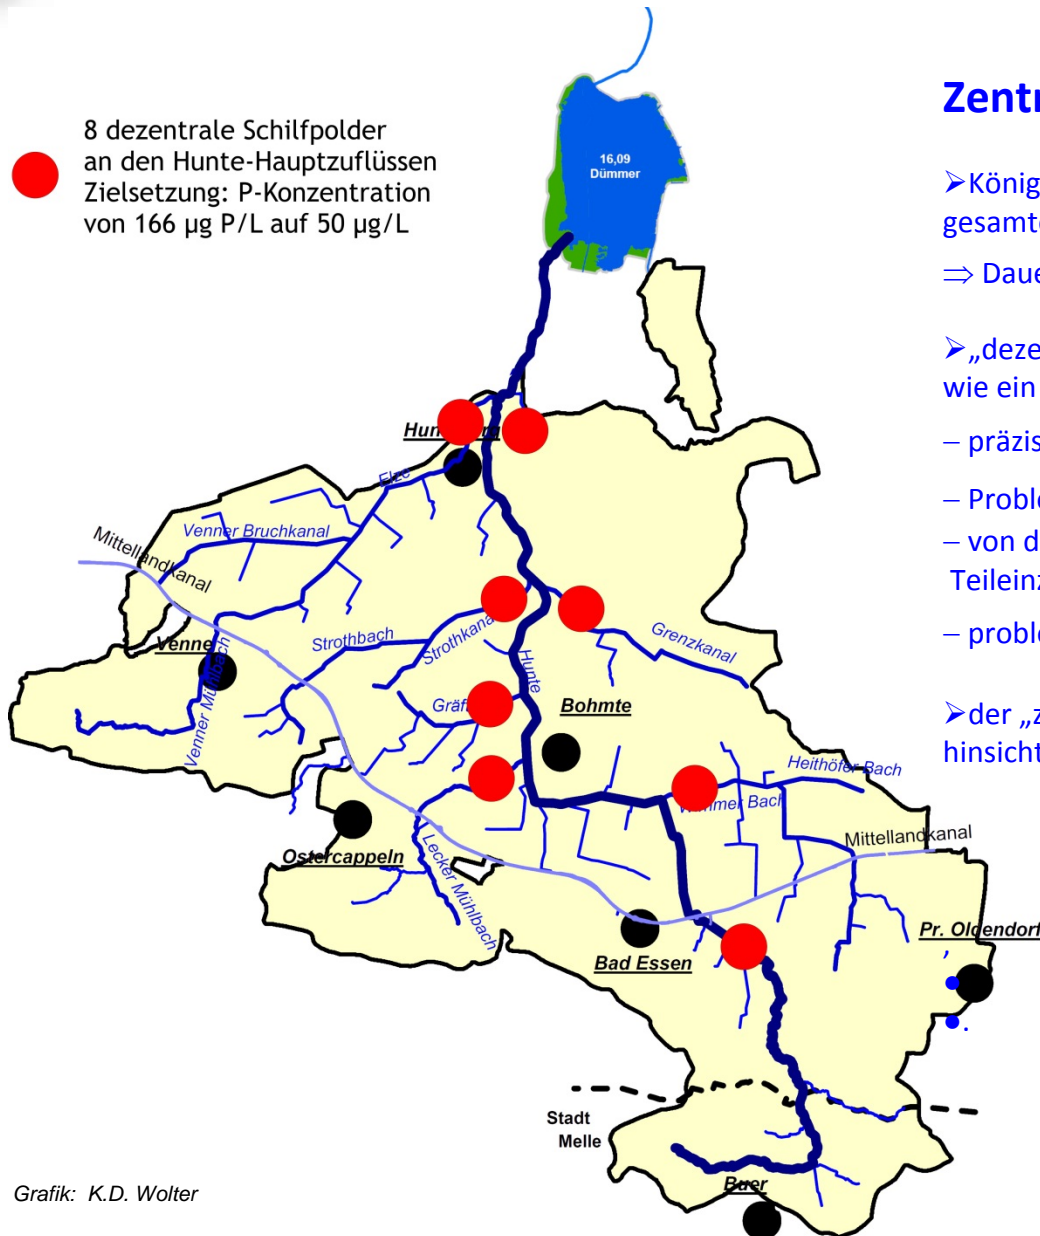 8 dezentrale Schilfpolder
an den Hunte-Hauptzuflüssen
Zielsetzung: P-Konzentration
von 166 µg P/L auf 50 µg/L
16,09
Dümmer
Elze
Venner Bruchkanal
Mittellandkanal
Venne
Venner Mühlbach
Strothbach
Strothkanal
Hunte
Grenzkanal
Bohmte
Heithöfer Bach
Bach
Mittellandkanal
Ostercappeln
Lecker Mühlbach
Bad Essen
Pr. Oldendorf
Stadt
Melle
Buer
Grafik: K.D. Wolter
Zentr
➢König
gesamte
⇒ Daue
➢„deze
wie ein
– präzis
– Proble
– von d
Teileinz
– proble
➢der „z
hinsicht